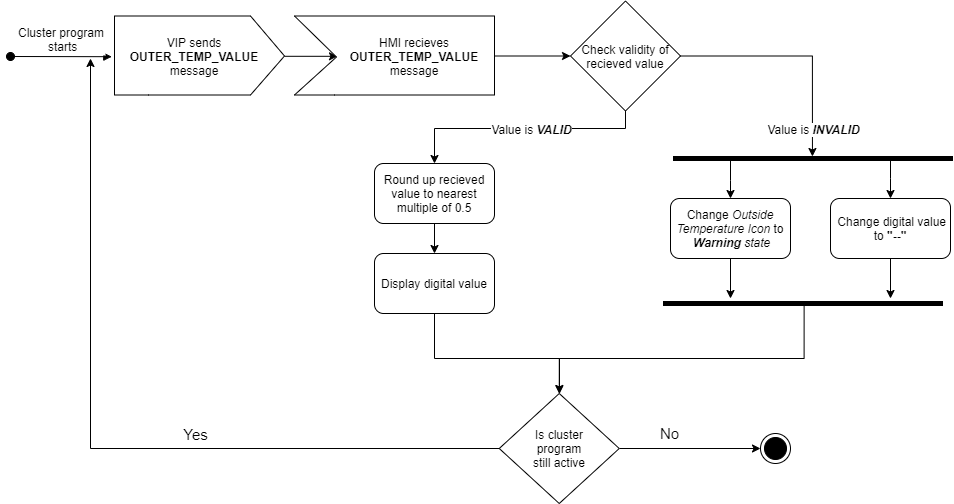 Cluster program
starts
VIP sends
OUTER_TEMP_VALUE
message
HMI recieves
OUTER_TEMP_VALUE
message
Check validity of
recieved value
Value is VALID
Value is INVALID
Round up recieved
value to nearest
multiple of 0.5
Change Outside
Temperature Icon to
Warning state
Change digital value
to "--"
Display digital value
Is cluster
program
still active
Yes
No